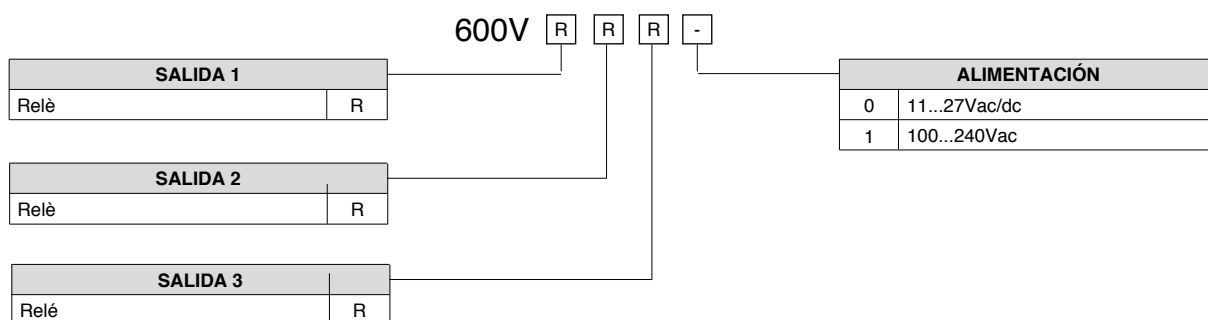 600V R R R -
SALIDA 1
Relè R
SALIDA 2
Relè R
SALIDA 3
Relé R
ALIMENTACIÓN
0 11...27Vac/dc
1 100...240Vac